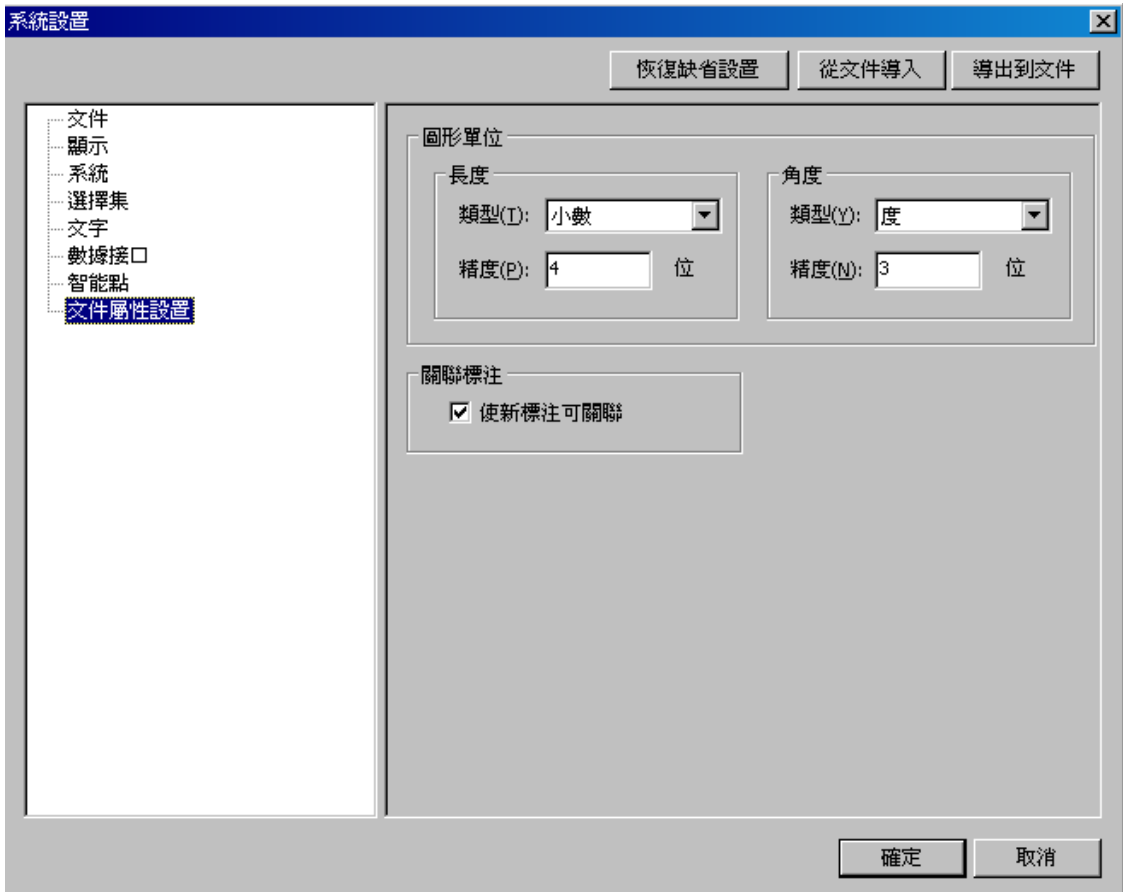 系統設置
恢復缺省設置 從文件導入 導出到文件
文件
顯示
系統
選擇集
文字
數據接口
智能點
文件屬性設置
圖形單位
長度
類型(T): 小數
精度(P): 4 位
角度
類型(Y): 度
精度(N): 3 位
關聯標注
使新標注可關聯
確定 取消